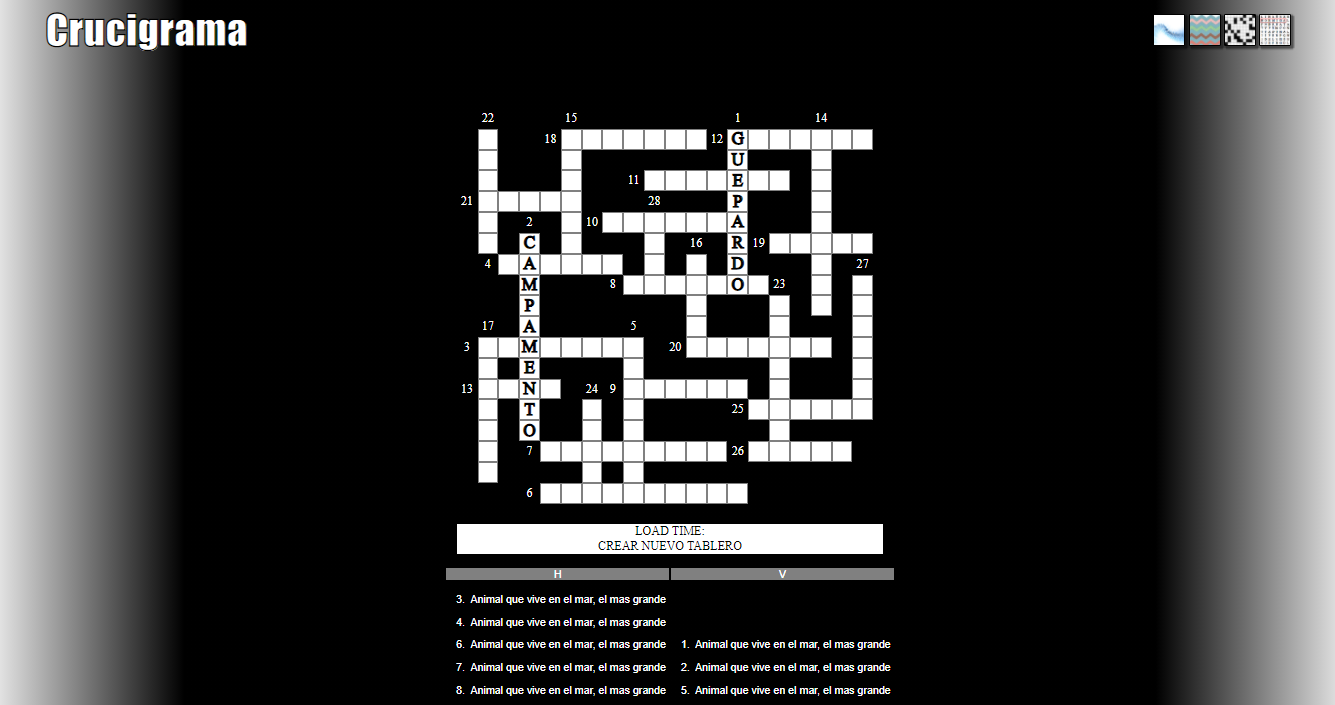 Crucigrama
22 15 1 14
18 12 G
U
11 E
21 28 P
2 10 A
C 16 R 19
4 A D 27
M 8 O 23
P
17 A 5
3 M 20
E
13 N 24 9
T 25
O
7 26
6
LOAD TIME:
CREAR NUEVO TABLERO
H V
3. Animal que vive en el mar, el mas grande
4. Animal que vive en el mar, el mas grande
6. Animal que vive en el mar, el mas grande 1. Animal que vive en el mar, el mas grande
7. Animal que vive en el mar, el mas grande 2. Animal que vive en el mar, el mas grande
8. Animal que vive en el mar, el mas grande 5. Animal que vive en el mar, el mas grande